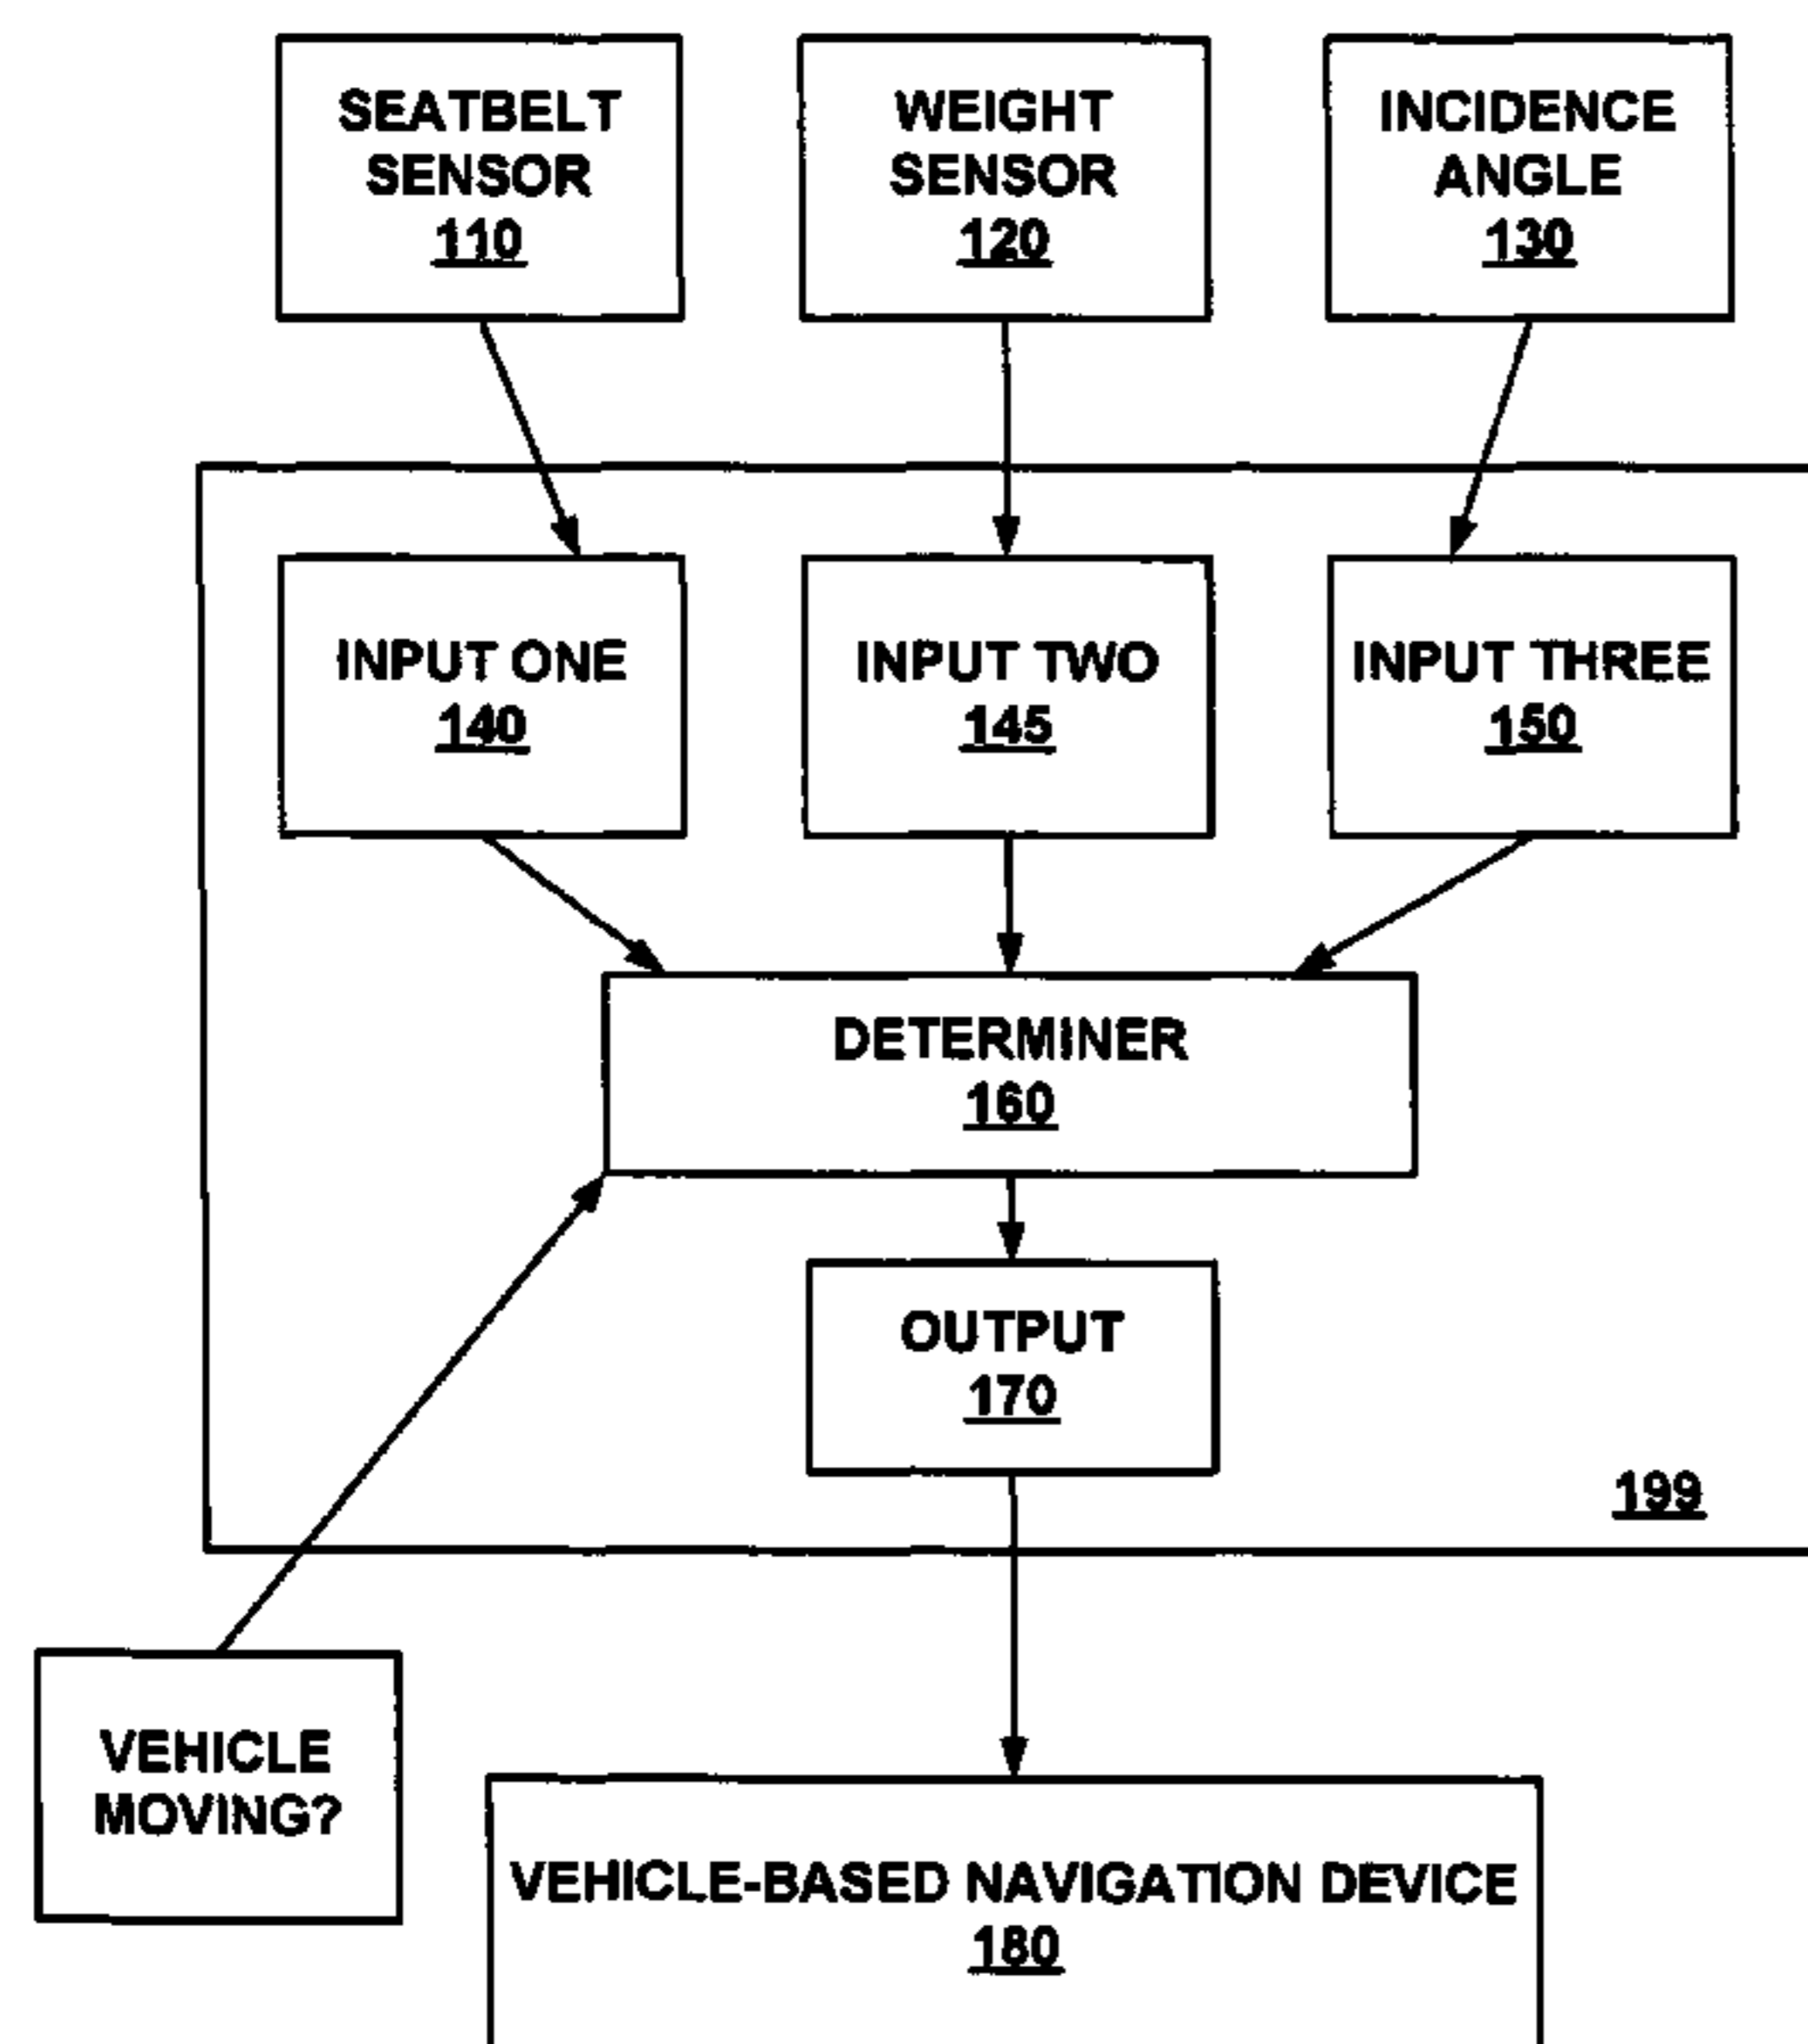 SEATBELT
SENSOR
110
WEIGHT
SENSOR
120
INCIDENCE
ANGLE
130
INPUT ONE
140
INPUT TWO
145
INPUT THREE
150
DETERMINER
160
OUTPUT
170
199
VEHICLE
MOVING?
VEHICLE-BASED NAVIGATION DEVICE
180